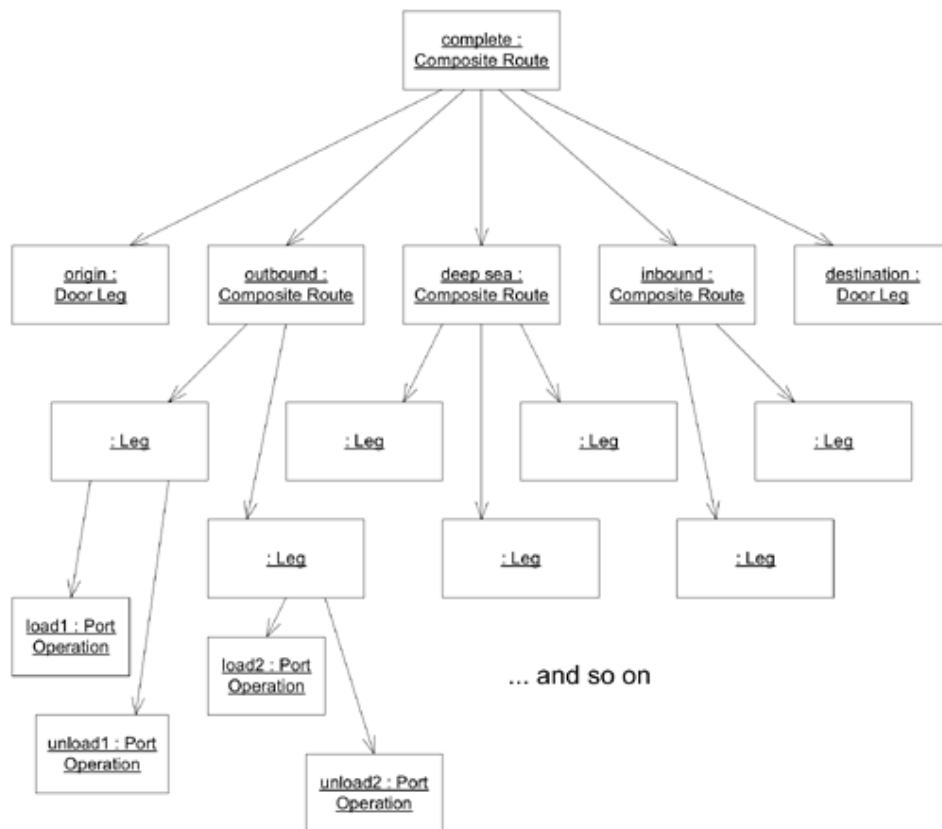 complete :
Composite Route
origin :
Door Leg
outbound :
Composite Route
deep sea :
Composite Route
inbound :
Composite Route
destination :
Door Leg
: Leg
: Leg
: Leg
: Leg
: Leg
: Leg
: Leg
load1 : Port
Operation
load2 : Port
Operation
... and so on
unload1 : Port
Operation
unload2 : Port
Operation